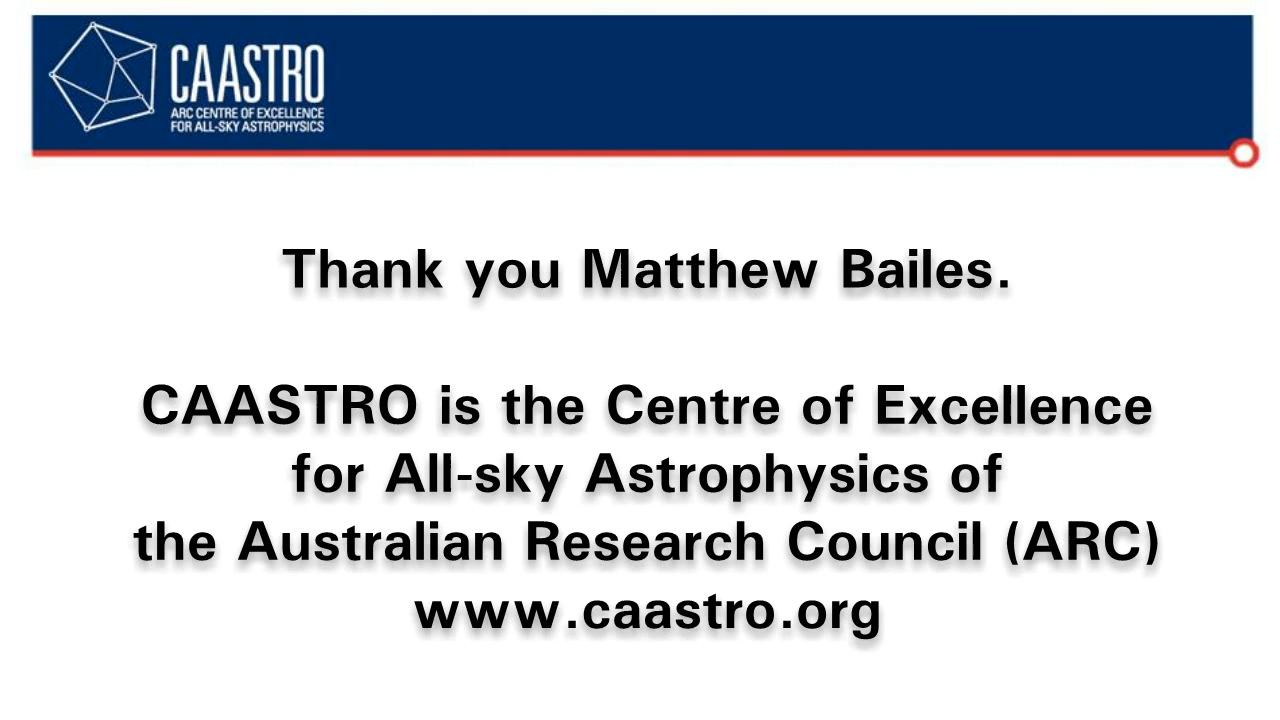 CAASTRO
ARC CENTRE OF EXCELLENCE
FOR ALL-SKY ASTROPHYSICS
Thank you Matthew Bailes.
CAASTRO is the Centre of Excellence
for All-sky Astrophysics of
the Australian Research Council (ARC)
www.caastro.org